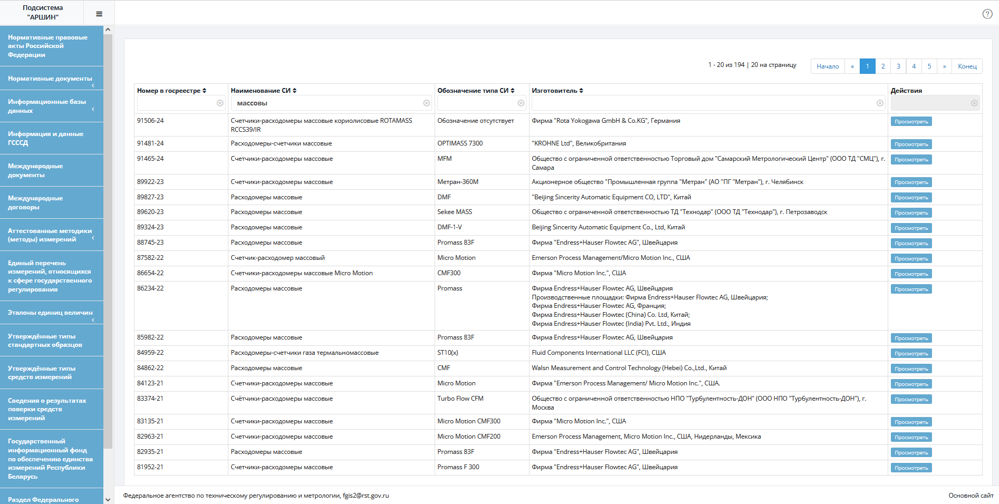 Подсистема
"АРШИН"
Нормативные правовые
акты Российской
Федерации
Нормативные документы
Информационные базы
данных
Информация и данные
ГСССД
Международные
документы
Международные
договоры
Аттестованные методики
(методы) измерений
Единый перечень
измерений, относящихся
к сфере государственного
регулирования
Эталоны единиц величин
Утверждённые типы
стандартных образцов
Утверждённые типы
средств измерений
Сведения о результатах
поверки средств
измерений
Государственный
информационный фонд
по обеспечению единства
измерений Республики
Беларусь
Раздел Федерального
1 - 20 из 194 | 20 на страницу
Начало « 1 2 3 4 5 » Конец
Номер в госреестре Наименование СИ Обозначение типа СИ Изготовитель Действия
массовы
91506-24 Счетчики-расходомеры массовые кориолисовые ROTAMASS Обозначение отсутствует Фирма "Rota Yokogawa GmbH & Co.KG", Германия Просмотреть
RCCS39/IR
91481-24 Расходомеры-счетчики массовые OPTIMASS 7300 "KROHNE Ltd", Великобритания Просмотреть
91465-24 Счетчики-расходомеры массовые MFM Общество с ограниченной ответственностью Торговый дом "Самарский Метрологический Центр" (ООО ТД "СМЦ"), г. Просмотреть
Самара
89922-23 Счетчики-расходомеры массовые Метран-360М Акционерное общество "Промышленная группа "Метран" (АО "ПГ "Метран"), г. Челябинск Просмотреть
89827-23 Расходомеры массовые DMF "Beijing Sincerity Automatic Equipment CO, LTD", Китай Просмотреть
89620-23 Расходомеры массовые Sekee MASS Общество с ограниченной ответственностью ТД "Технодар" (ООО ТД "Технодар"), г. Петрозаводск Просмотреть
89324-23 Расходомеры массовые DMF-1-V Beijing Sincerity Automatic Equipment Co., Ltd, Китай Просмотреть
88745-23 Расходомеры массовые Promass 83F Фирма "Endress+Hauser Flowtec AG", Швейцария Просмотреть
87582-22 Счетчик-расходомер массовый Micro Motion Emerson Process Management/Micro Motion Inc., США Просмотреть
86654-22 Счетчики-расходомеры массовые Micro Motion CMF300 Фирма "Micro Motion Inc.", США Просмотреть
86234-22 Расходомеры массовые Promass Фирма Endress+Hauser Flowtec AG, Швейцария Просмотреть
Производственные площадки: Фирма Endress+Hauser Flowtec AG, Швейцария;
Фирма Endress+Hauser Flowtec AG, Франция;
Фирма Endress+Hauser Flowtec (China) Co. Ltd, Китай;
Фирма Endress+Hauser Flowtec (India) Pvt. Ltd., Индия
85982-22 Расходомеры массовые Promass 83F Фирма Endress+Hauser Flowtec AG, Швейцария Просмотреть
84959-22 Расходомеры-счетчики газа термальномассовые ST10(x) Fluid Components International LLC (FCI), США Просмотреть
84862-22 Расходомеры массовые CMF Walsn Measurement and Control Technology (Hebei) Co.,Ltd., Китай Просмотреть
84123-21 Счетчики-расходомеры массовые Micro Motion Фирма "Emerson Process Management/ Micro Motion Inc.", США. Просмотреть
83374-21 Счётчики-расходомеры массовые Turbo Flow CFM Общество с ограниченной ответственностью НПО "Турбулентность-ДОН" (ООО НПО "Турбулентность-ДОН"), г. Просмотреть
Москва
83135-21 Счетчики-расходомеры массовые Micro Motion CMF300 Фирма "Micro Motion Inc.", США Просмотреть
82963-21 Счетчики-расходомеры массовые Micro Motion CMF200 Emerson Process Management, Micro Motion Inc., США, Нидерланды, Мексика Просмотреть
82935-21 Расходомеры массовые Promass 83F Фирма "Endress+Hauser Flowtec AG", Швейцария Просмотреть
81952-21 Счетчики-расходомеры массовые Promass F 300 Фирма "Endress+Hauser Flowtec AG", Швейцария Просмотреть
Федеральное агентство по техническому регулированию и метрологии, fgis2@rst.gov.ru Основной сайт